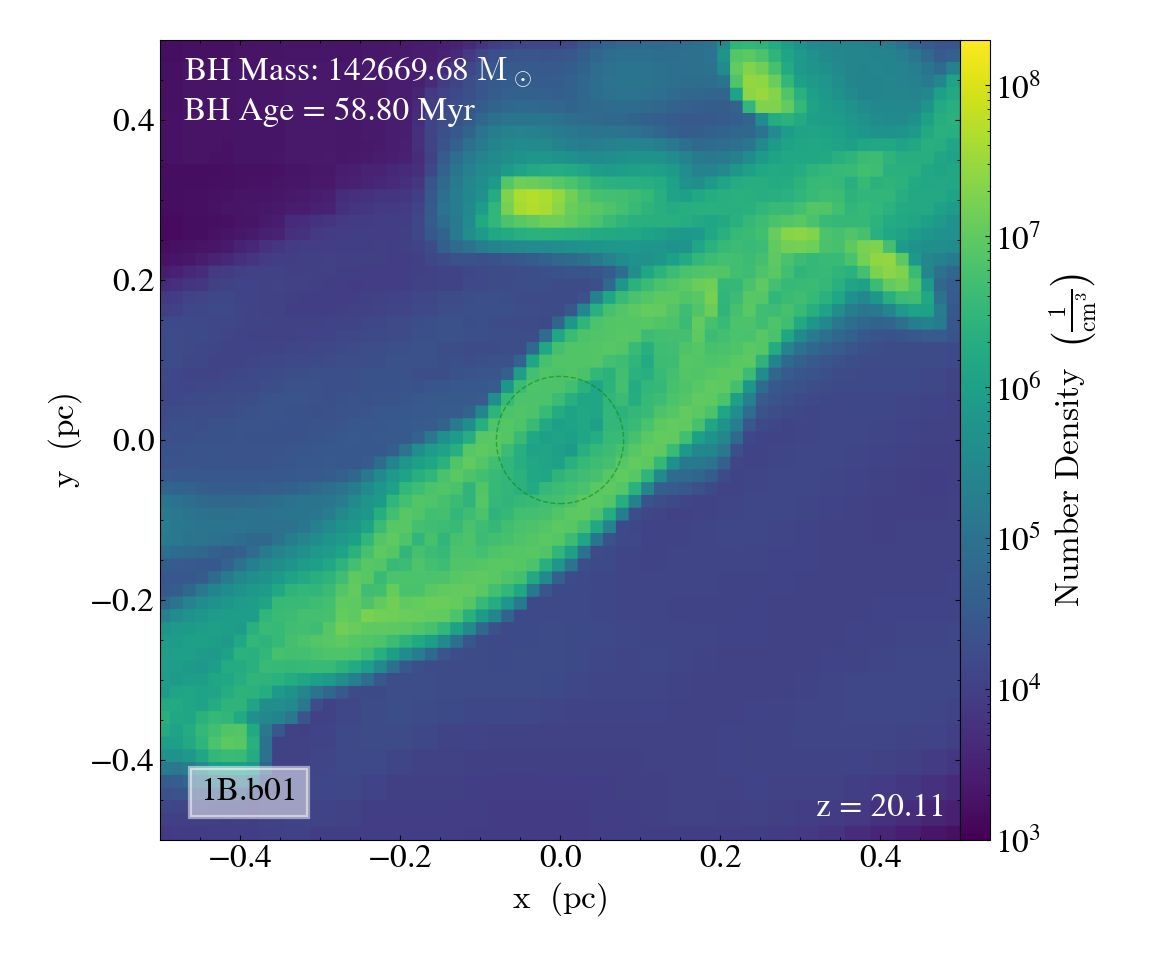 BH Mass: 142669.68 M⊙
BH Age = 58.80 Myr
1B.b01
z = 20.11
y (pc)
0.4
0.2
0.0
−0.2
−0.4
−0.4 −0.2 0.0 0.2 0.4
x (pc)
10⁸
10⁷
10⁶
10⁵
10⁴
10³
Number Density (1/cm³)